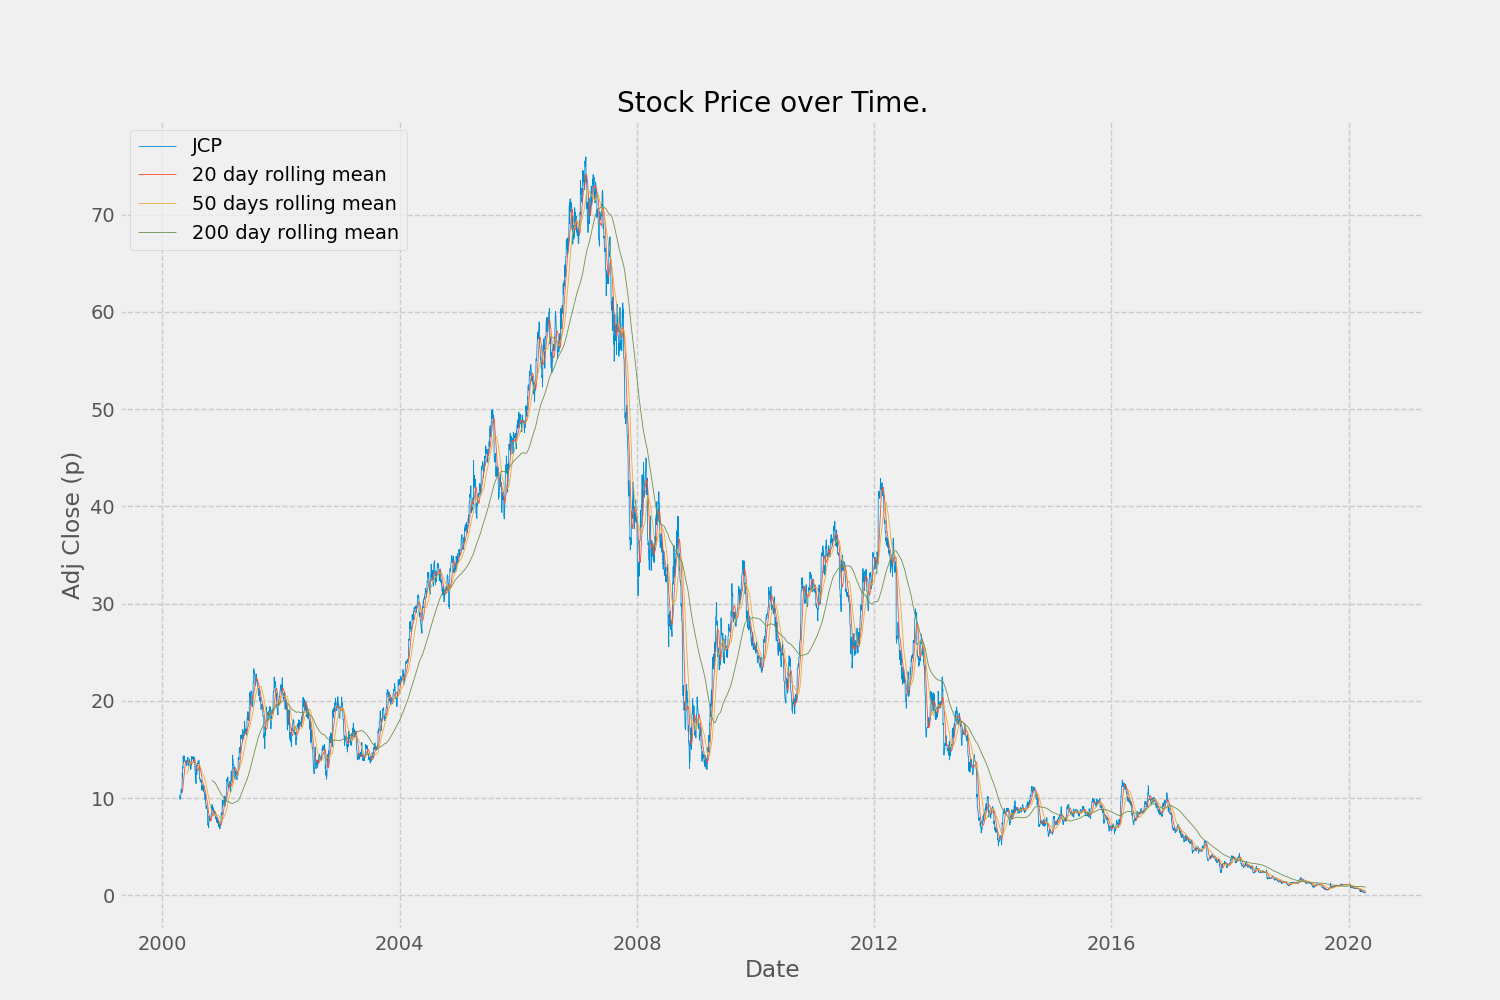 Stock Price over Time.
JCP
20 day rolling mean
50 days rolling mean
200 day rolling mean
Adj Close (p)
70
60
50
40
30
20
10
0
2000 2004 2008 2012 2016 2020
Date